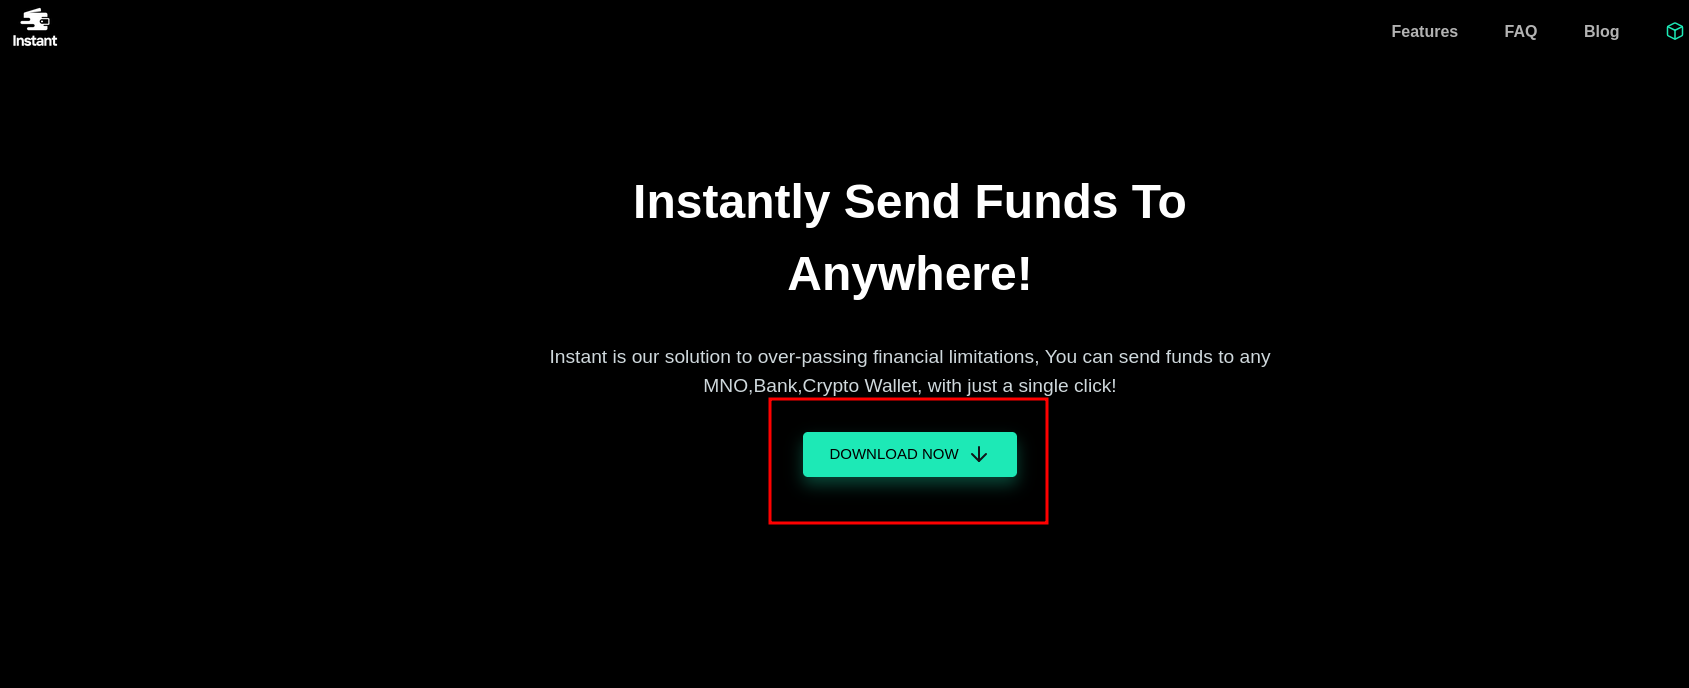 Instant
Features FAQ Blog
Instantly Send Funds To
Anywhere!
Instant is our solution to over-passing financial limitations, You can send funds to any
MNO,Bank,Crypto Wallet, with just a single click!
DOWNLOAD NOW